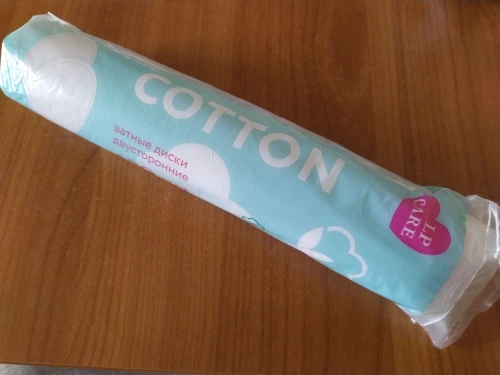 COTTON
ватные диски
двусторонние
LP
CARE